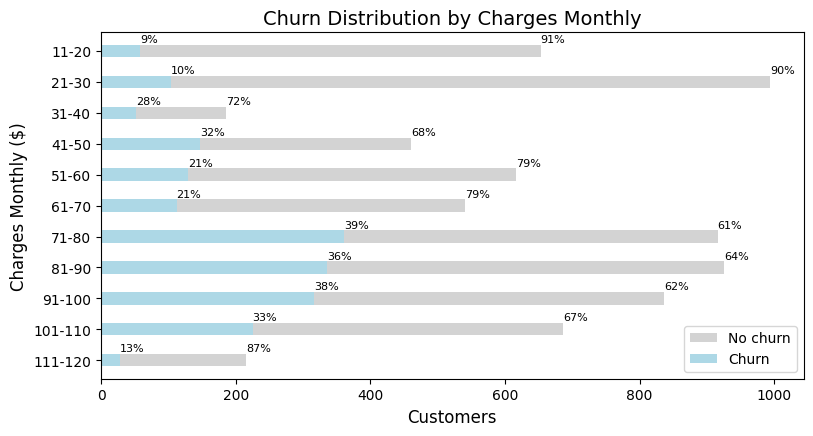 Churn Distribution by Charges Monthly
Charges Monthly ($)
11-20 9% 91%
21-30 10% 90%
31-40 28% 72%
41-50 32% 68%
51-60 21% 79%
61-70 21% 79%
71-80 39% 61%
81-90 36% 64%
91-100 38% 62%
101-110 33% 67%
111-120 13% 87%
No churn
Churn
0 200 400 600 800 1000
Customers